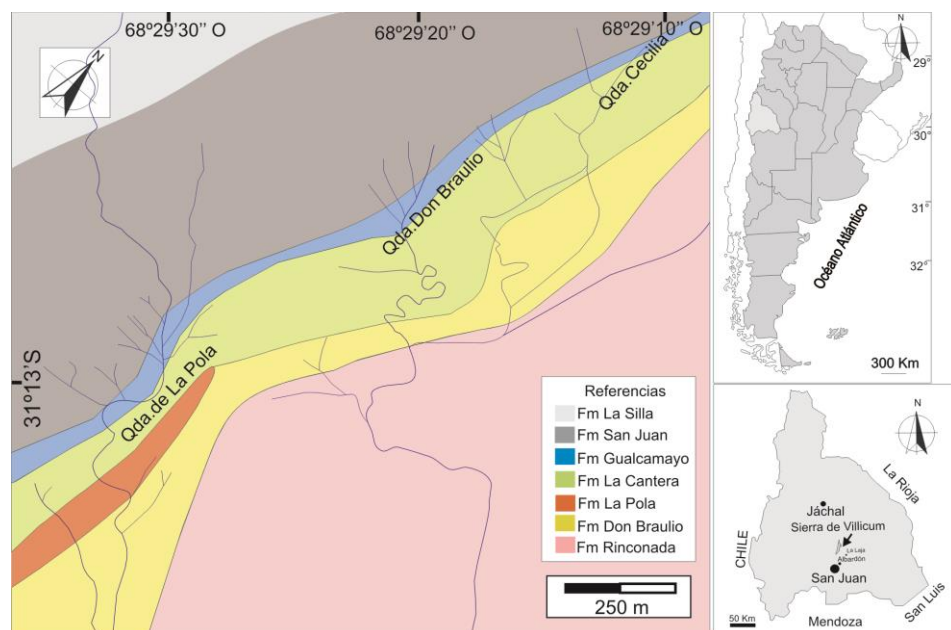 68º29'30’’ O
68º29'20’’ O
68º29'10’’ O
N
Qda.Cecilia
Qda.Don Braulio
Qda.de La Pola
31º13'S
Referencias
Fm La Silla
Fm San Juan
Fm Gualcamayo
Fm La Cantera
Fm La Pola
Fm Don Braulio
Fm Rinconada
250 m
N
29°
30°
31°
32°
Océano Atlántico
300 Km
N
La Rioja
Jáchal
Sierra de Villicum
La Laja
Albardón
CHILE
San Juan
San Luis
50 Km
Mendoza